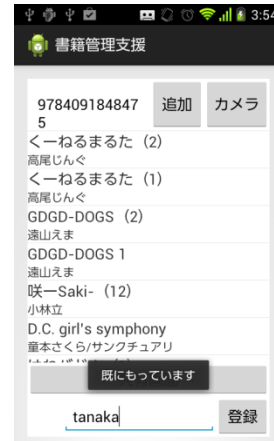 3:54
書籍管理支援
978409184847
5
追加
カメラ
くーねるまるた（2）
高尾じんぐ
くーねるまるた（1）
高尾じんぐ
GDGD-DOGS（2）
遠山えま
GDGD-DOGS 1
遠山えま
咲ーSaki-（12）
小林立
D.C. girl's symphony
童本さくら/サンクチュアリ
既にもっています
tanaka
登録